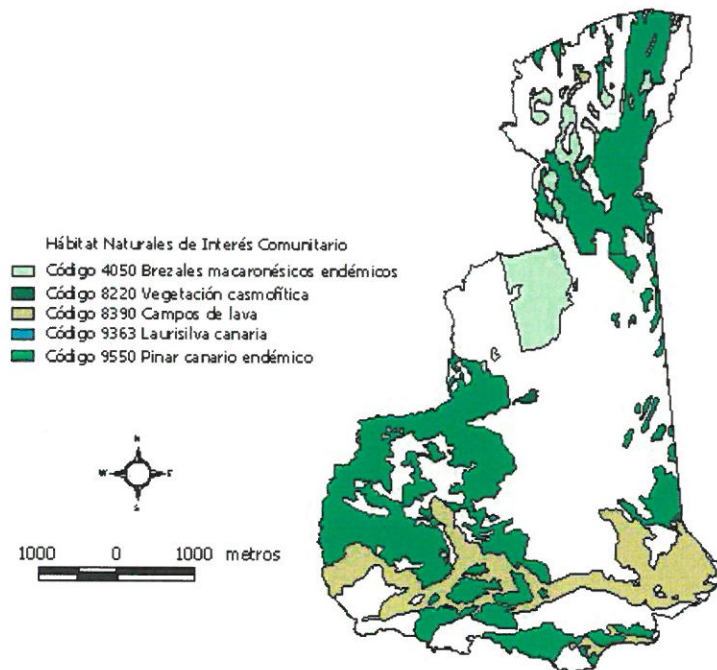 Hábitat Naturales de Interés Comunitario
Código 4050 Brezales macaronésicos endémicos
Código 8220 Vegetación casmofítica
Código 8390 Campos de lava
Código 9363 Laurisilva canaria
Código 9550 Pinar canario endémico
N
W E
S
1000 0 1000 metros